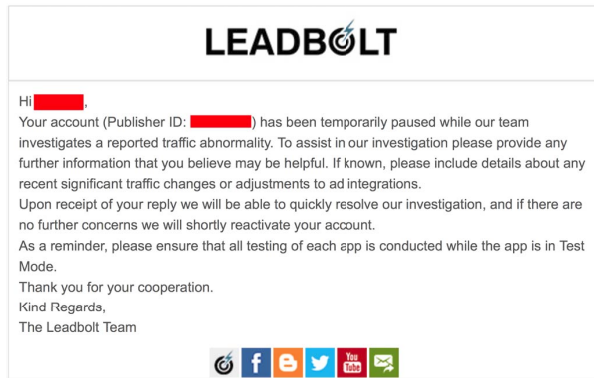 LEADBOLT
Hi ,
Your account (Publisher ID: ) has been temporarily paused while our team
investigates a reported traffic abnormality. To assist in our investigation please provide any
further information that you believe may be helpful. If known, please include details about any
recent significant traffic changes or adjustments to ad integrations.
Upon receipt of your reply we will be able to quickly resolve our investigation, and if there are
no further concerns we will shortly reactivate your account.
As a reminder, please ensure that all testing of each app is conducted while the app is in Test
Mode.
Thank you for your cooperation.
Kind Regards,
The Leadbolt Team
You
Tube